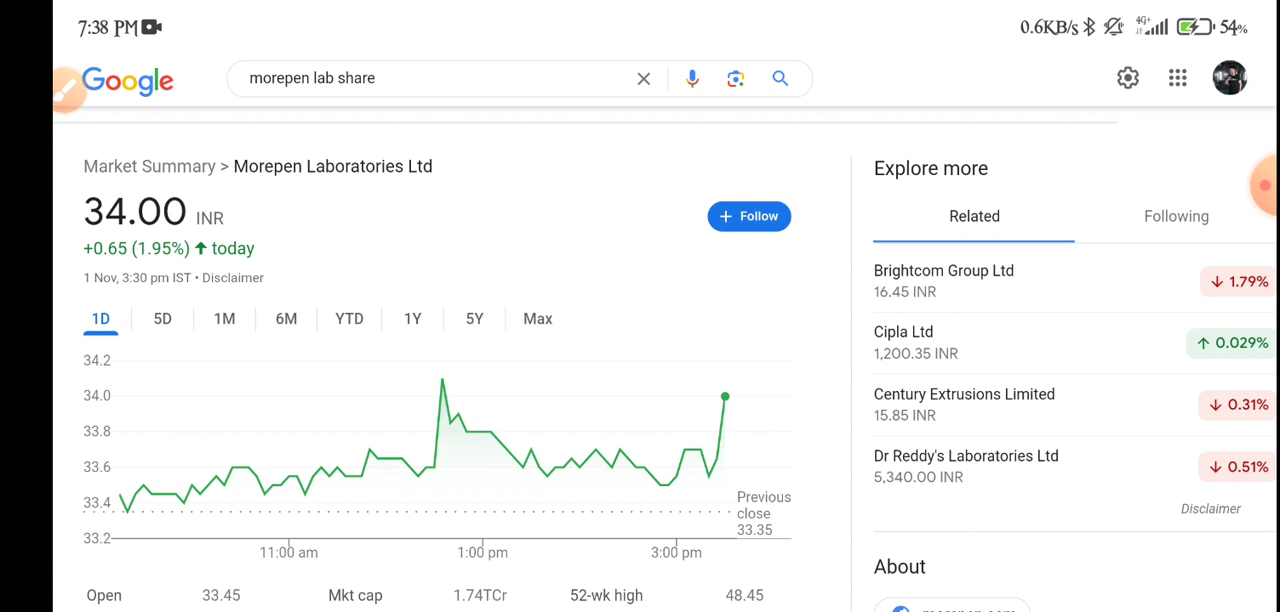 7:38 PM
0.6KB/s 4G+ 54%
Google
morepen lab share
Market Summary > Morepen Laboratories Ltd
34.00 INR
+0.65 (1.95%) ↑ today
1 Nov, 3:30 pm IST • Disclaimer
+ Follow
1D 5D 1M 6M YTD 1Y 5Y Max
34.2
34.0
33.8
33.6
33.4
33.2
Previous
close
33.35
11:00 am 1:00 pm 3:00 pm
Open 33.45 Mkt cap 1.74TCr 52-wk high 48.45
Explore more
Related Following
Brightcom Group Ltd
16.45 INR
↓ 1.79%
Cipla Ltd
1,200.35 INR
↑ 0.029%
Century Extrusions Limited
15.85 INR
↓ 0.31%
Dr Reddy's Laboratories Ltd
5,340.00 INR
↓ 0.51%
Disclaimer
About
morepen.com